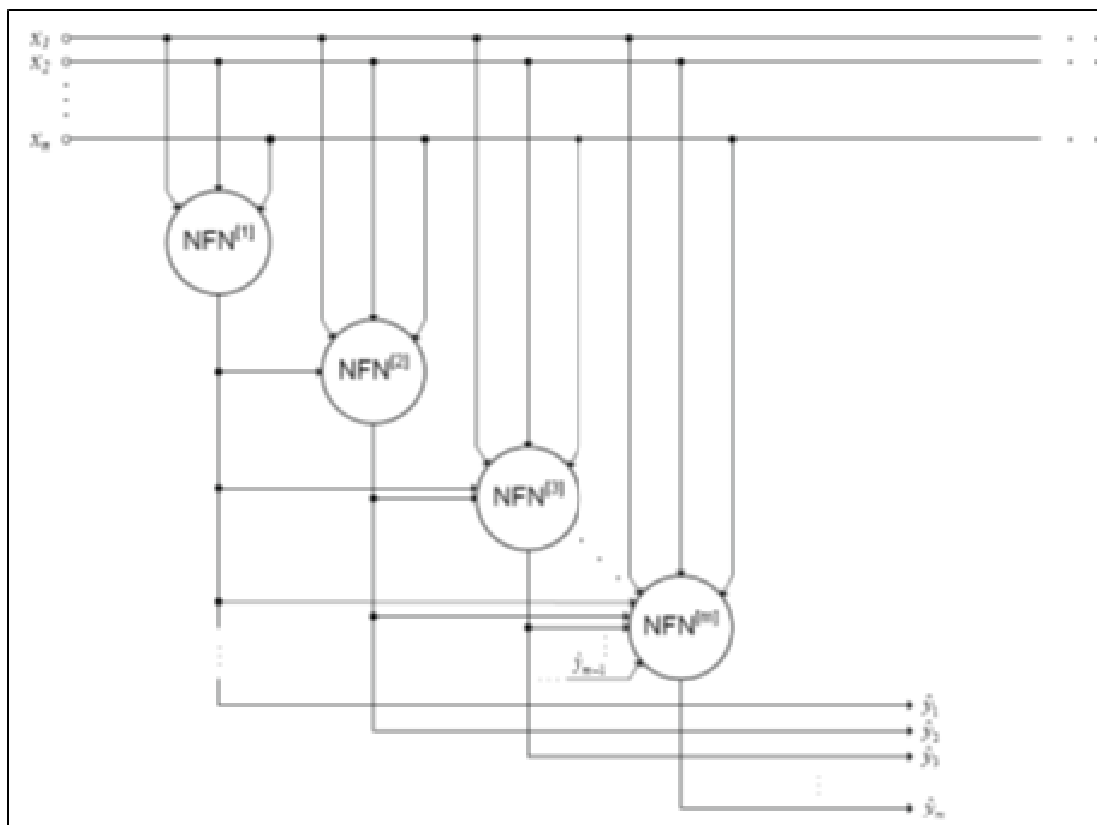 x₁
x₂
xₙ
NFN[1]
NFN[2]
NFN[3]
NFN[m]
ŷₘ₋₁
ŷ₁
ŷ₂
ŷ₃
ŷₘ